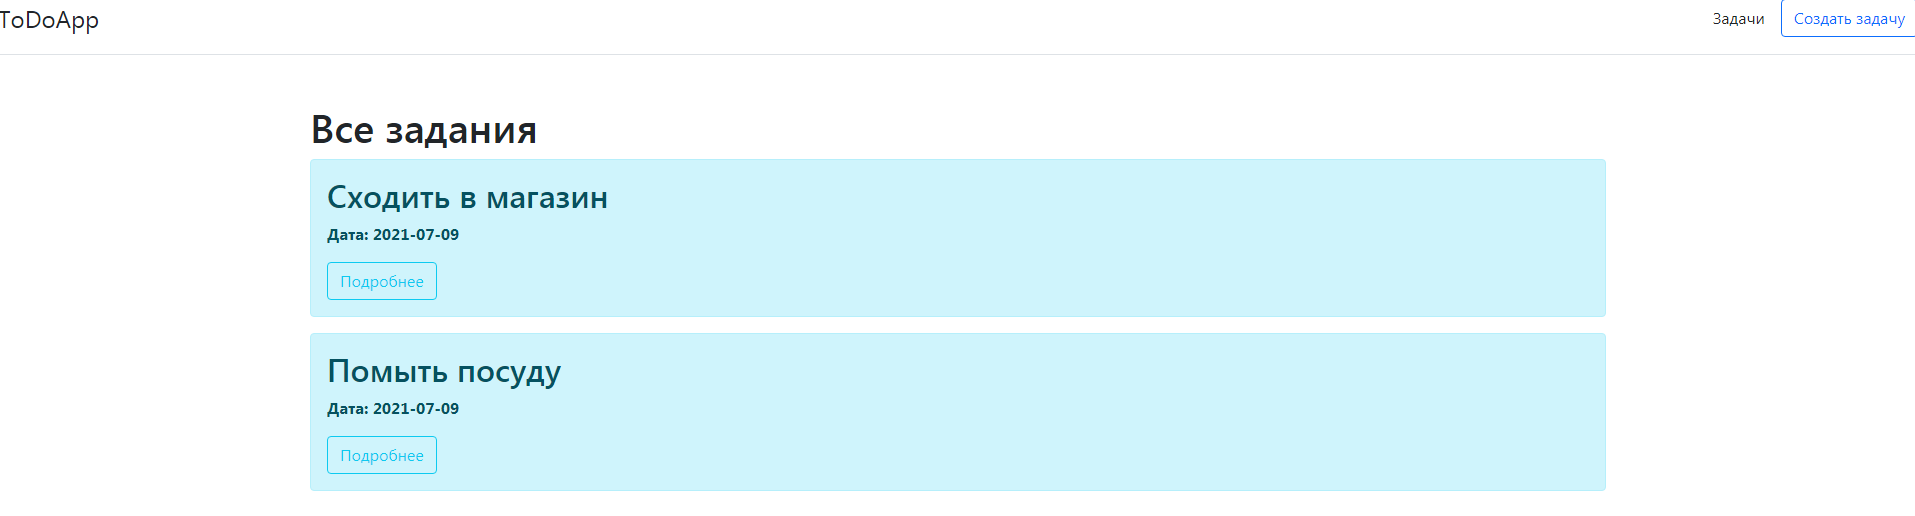 ToDoApp
Задачи
Создать задачу
Все задания
Сходить в магазин
Дата: 2021-07-09
Подробнее
Помыть посуду
Дата: 2021-07-09
Подробнее